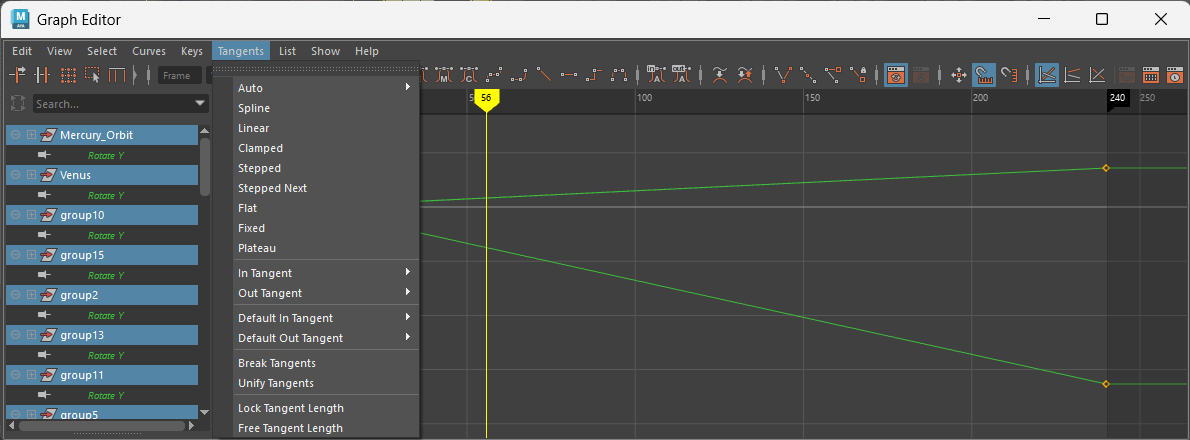 M
AYA
Graph Editor
Edit View Select Curves Keys Tangents List Show Help
Frame
Search...
56 100 150 200 240 250
Mercury_Orbit
Rotate Y
Venus
Rotate Y
group10
Rotate Y
group15
Rotate Y
group2
Rotate Y
group13
Rotate Y
group11
Rotate Y
group5
Auto
Spline
Linear
Clamped
Stepped
Stepped Next
Flat
Fixed
Plateau
In Tangent
Out Tangent
Default In Tangent
Default Out Tangent
Break Tangents
Unify Tangents
Lock Tangent Length
Free Tangent Length